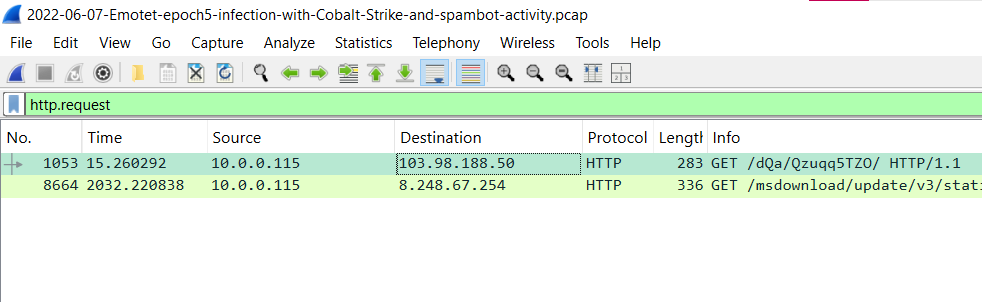 2022-06-07-Emotet-epoch5-infection-with-Cobalt-Strike-and-spambot-activity.pcap
File Edit View Go Capture Analyze Statistics Telephony Wireless Tools Help
http.request
No. Time Source Destination Protocol Length Info
1053 15.260292 10.0.0.115 103.98.188.50 HTTP 283 GET /dQa/Qzuqq5TZO/ HTTP/1.1
8664 2032.220838 10.0.0.115 8.248.67.254 HTTP 336 GET /msdownload/update/v3/stati